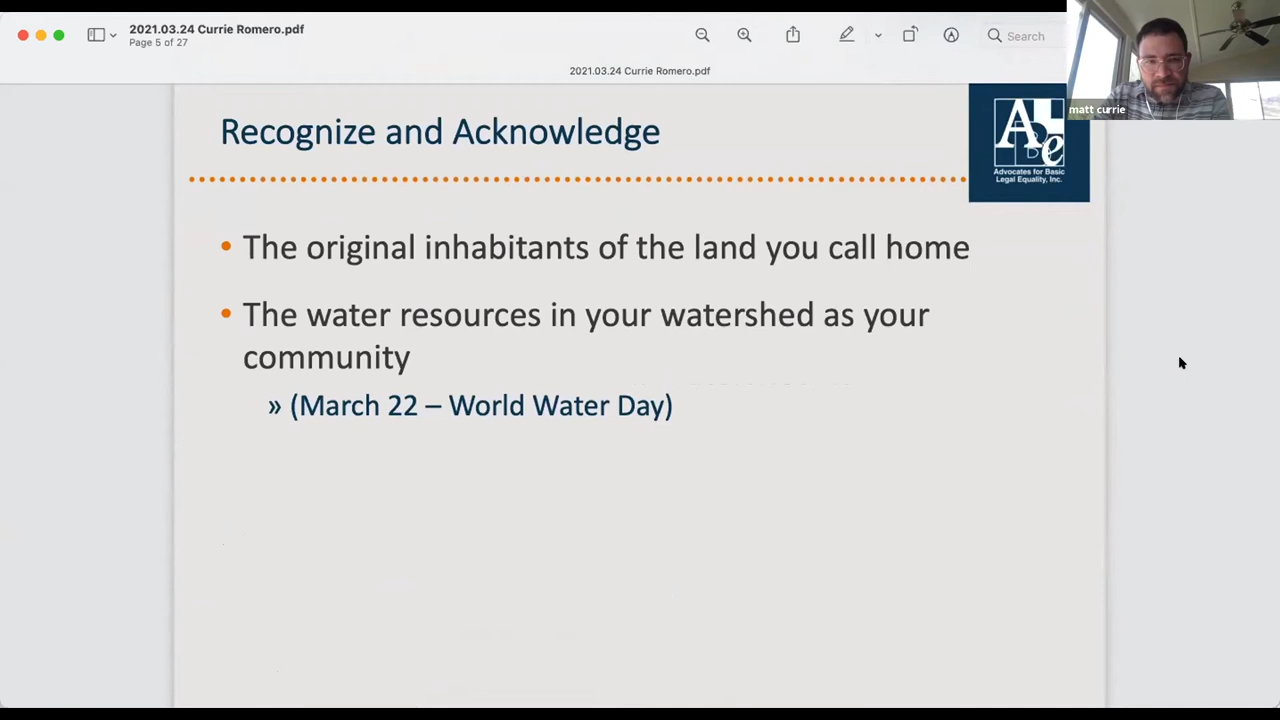 2021.03.24 Currie Romero.pdf
Page 5 of 27
Search
2021.03.24 Currie Romero.pdf
matt currie
Recognize and Acknowledge
A B L e
Advocates for Basic
Legal Equality, Inc.
• The original inhabitants of the land you call home
• The water resources in your watershed as your
community
» (March 22 – World Water Day)